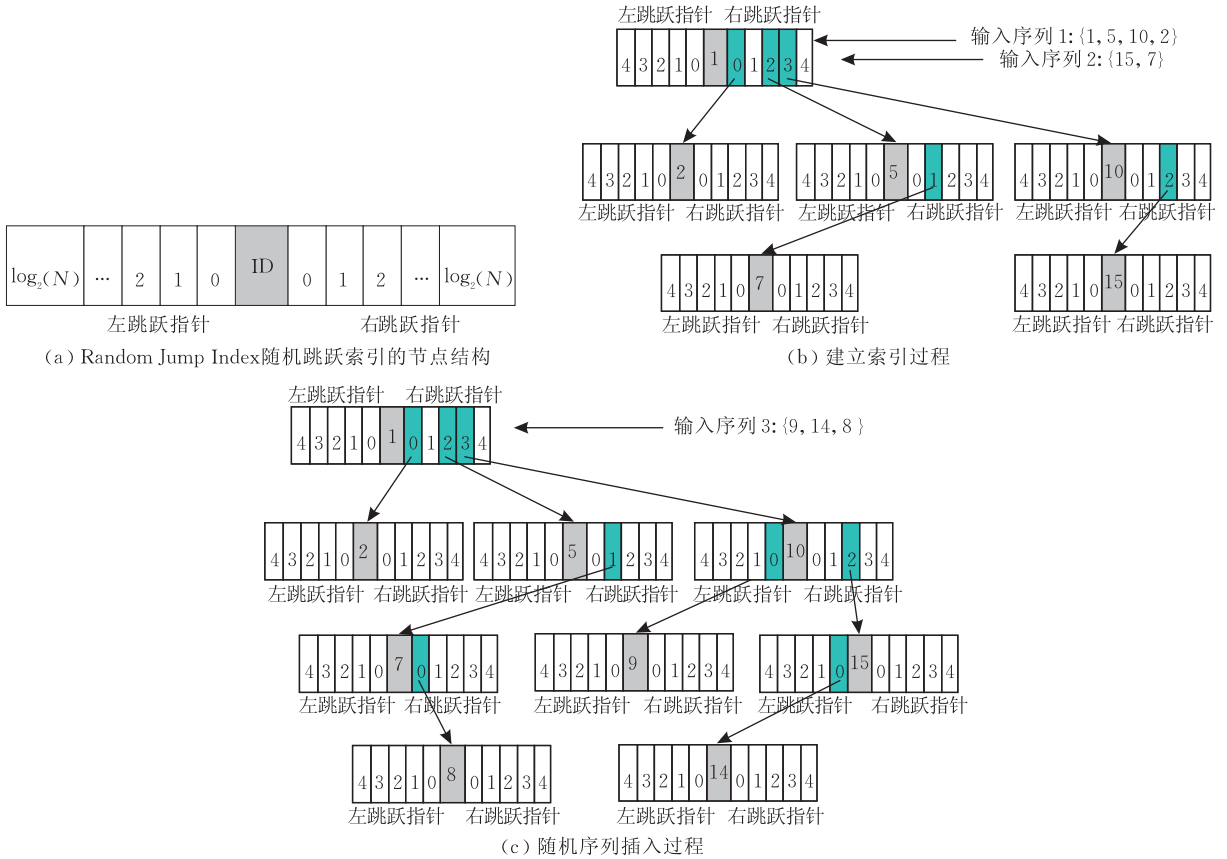 log₂(N) ... 2 1 0 ID 0 1 2 ... log₂(N)
左跳跃指针 右跳跃指针
(a) Random Jump Index随机跳跃索引的节点结构
左跳跃指针 右跳跃指针
4 3 2 1 0 1 0 1 2 3 4
输入序列1:{1,5,10,2}
输入序列2:{15,7}
4 3 2 1 0 2 0 1 2 3 4
左跳跃指针 右跳跃指针
4 3 2 1 0 5 0 1 2 3 4
左跳跃指针 右跳跃指针
4 3 2 1 0 10 0 1 2 3 4
左跳跃指针 右跳跃指针
4 3 2 1 0 7 0 1 2 3 4
左跳跃指针 右跳跃指针
4 3 2 1 0 15 0 1 2 3 4
左跳跃指针 右跳跃指针
(b) 建立索引过程
左跳跃指针 右跳跃指针
4 3 2 1 0 1 0 1 2 3 4
输入序列3:{9,14,8}
4 3 2 1 0 2 0 1 2 3 4
左跳跃指针 右跳跃指针
4 3 2 1 0 5 0 1 2 3 4
左跳跃指针 右跳跃指针
4 3 2 1 0 10 0 1 2 3 4
左跳跃指针 右跳跃指针
4 3 2 1 0 7 0 1 2 3 4
左跳跃指针 右跳跃指针
4 3 2 1 0 9 0 1 2 3 4
左跳跃指针 右跳跃指针
4 3 2 1 0 15 0 1 2 3 4
左跳跃指针 右跳跃指针
4 3 2 1 0 8 0 1 2 3 4
左跳跃指针 右跳跃指针
4 3 2 1 0 14 0 1 2 3 4
左跳跃指针 右跳跃指针
(c) 随机序列插入过程